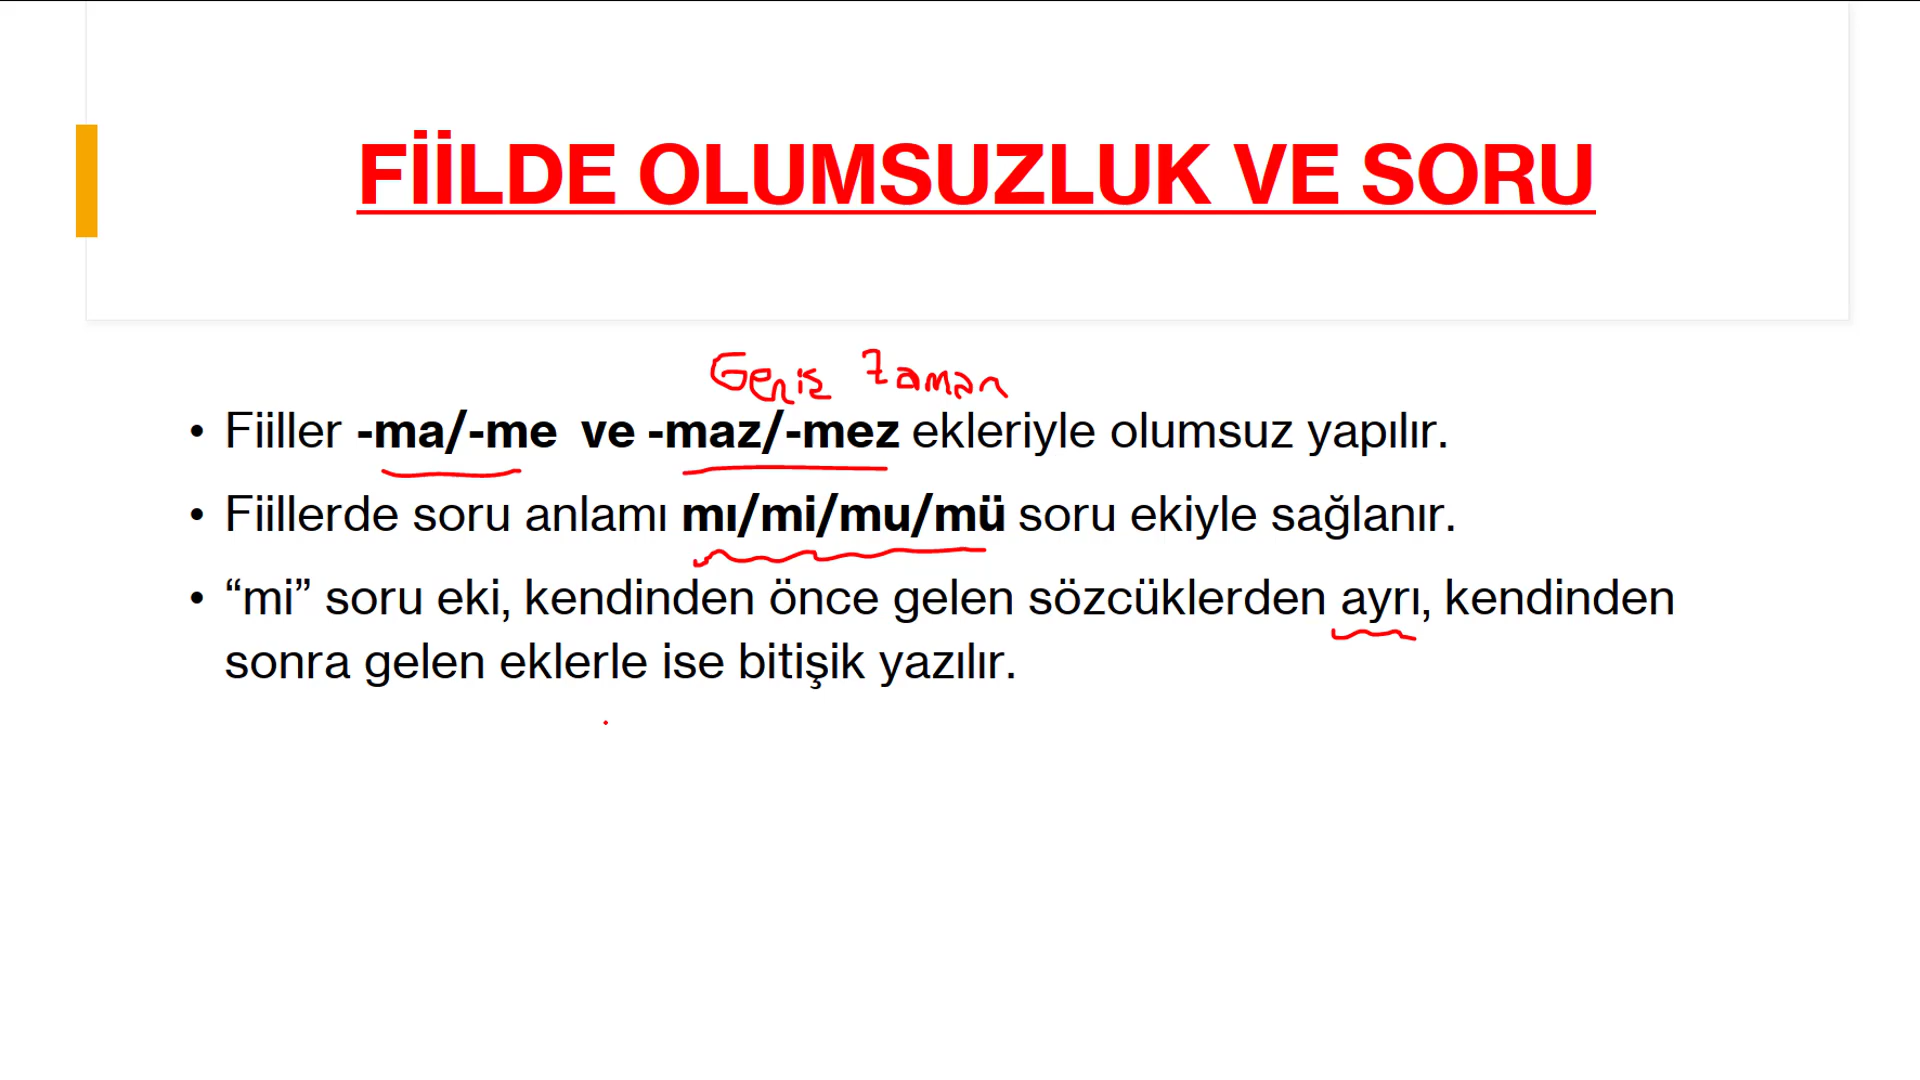 FİİLDE OLUMSUZLUK VE SORU
Geniş Zaman
• Fiiller -ma/-me ve -maz/-mez ekleriyle olumsuz yapılır.
• Fiillerde soru anlamı mı/mi/mu/mü soru ekiyle sağlanır.
• “mi” soru eki, kendinden önce gelen sözcüklerden ayrı, kendinden
sonra gelen eklerle ise bitişik yazılır.